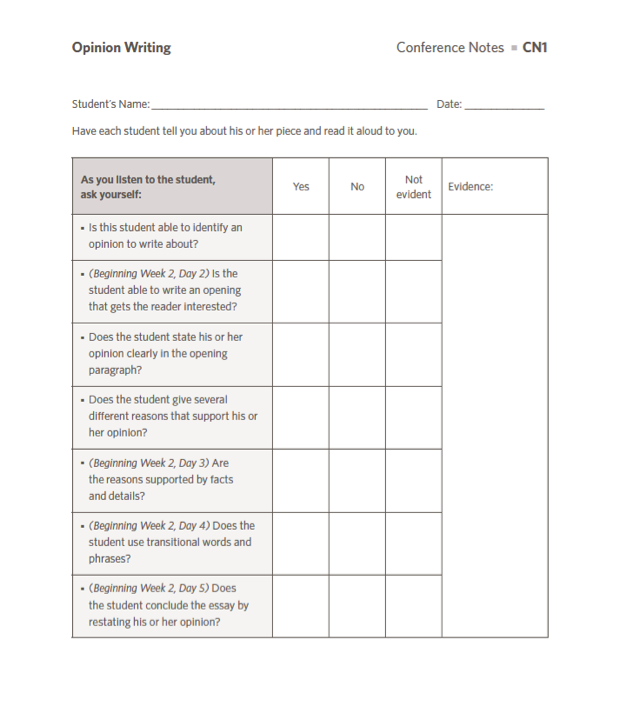 Opinion Writing
Conference Notes ■ CN1
Student's Name:
Date:
Have each student tell you about his or her piece and read it aloud to you.
As you listen to the student,
ask yourself:
Yes
No
Not
evident
Evidence:
▪ Is this student able to identify an
opinion to write about?
▪ (Beginning Week 2, Day 2) Is the
student able to write an opening
that gets the reader interested?
▪ Does the student state his or her
opinion clearly in the opening
paragraph?
▪ Does the student give several
different reasons that support his or
her opinion?
▪ (Beginning Week 2, Day 3) Are
the reasons supported by facts
and details?
▪ (Beginning Week 2, Day 4) Does the
student use transitional words and
phrases?
▪ (Beginning Week 2, Day 5) Does
the student conclude the essay by
restating his or her opinion?